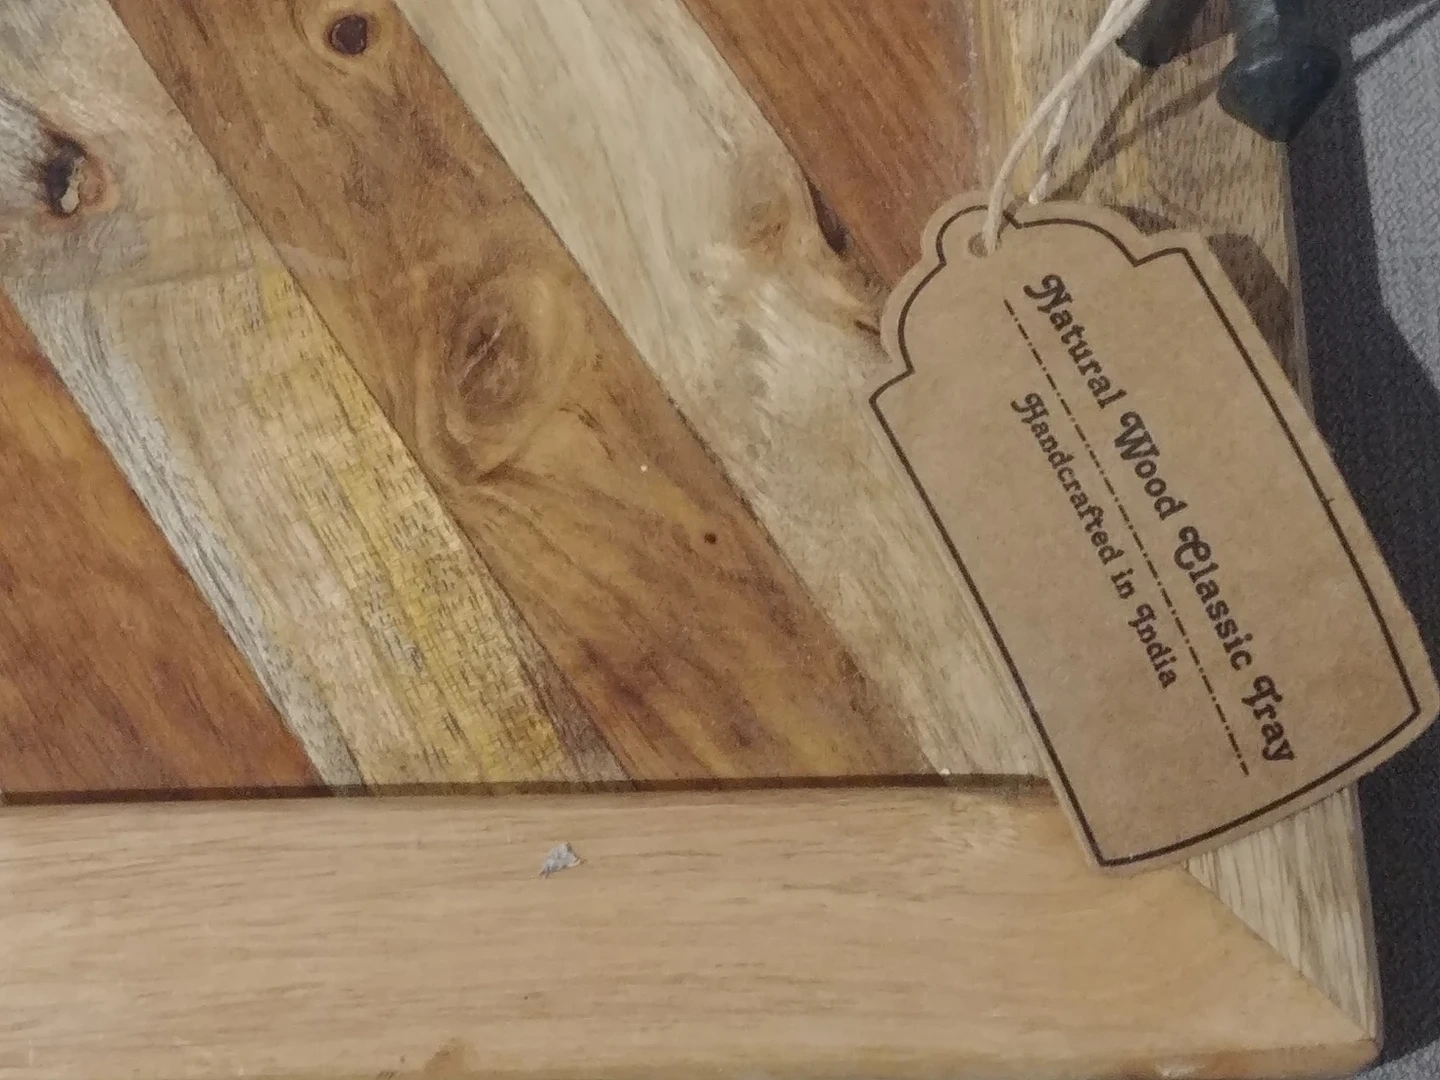 Natural Wood Classic Tray
Handcrafted in India